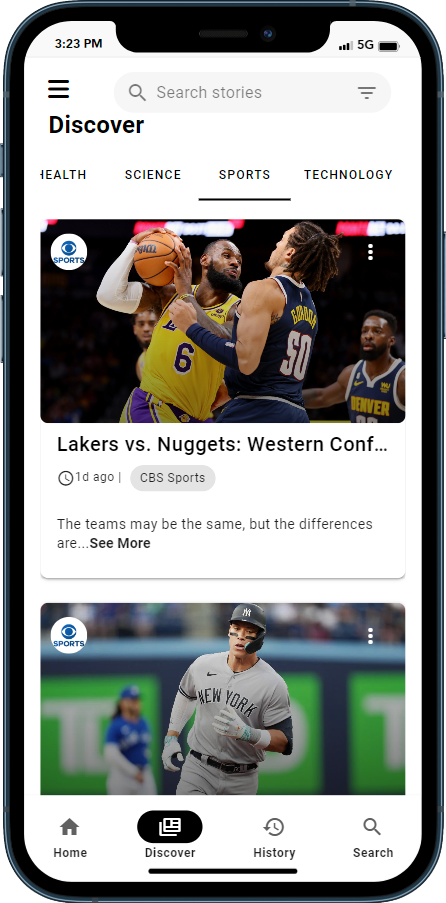 3:23 PM
5G
Search stories
Discover
HEALTH SCIENCE SPORTS TECHNOLOGY
SPORTS
LAKERS
6
GORDON
50
DENVER
Lakers vs. Nuggets: Western Conf...
1d ago | CBS Sports
The teams may be the same, but the differences
are...See More
SPORTS
NEW YORK
Home Discover History Search